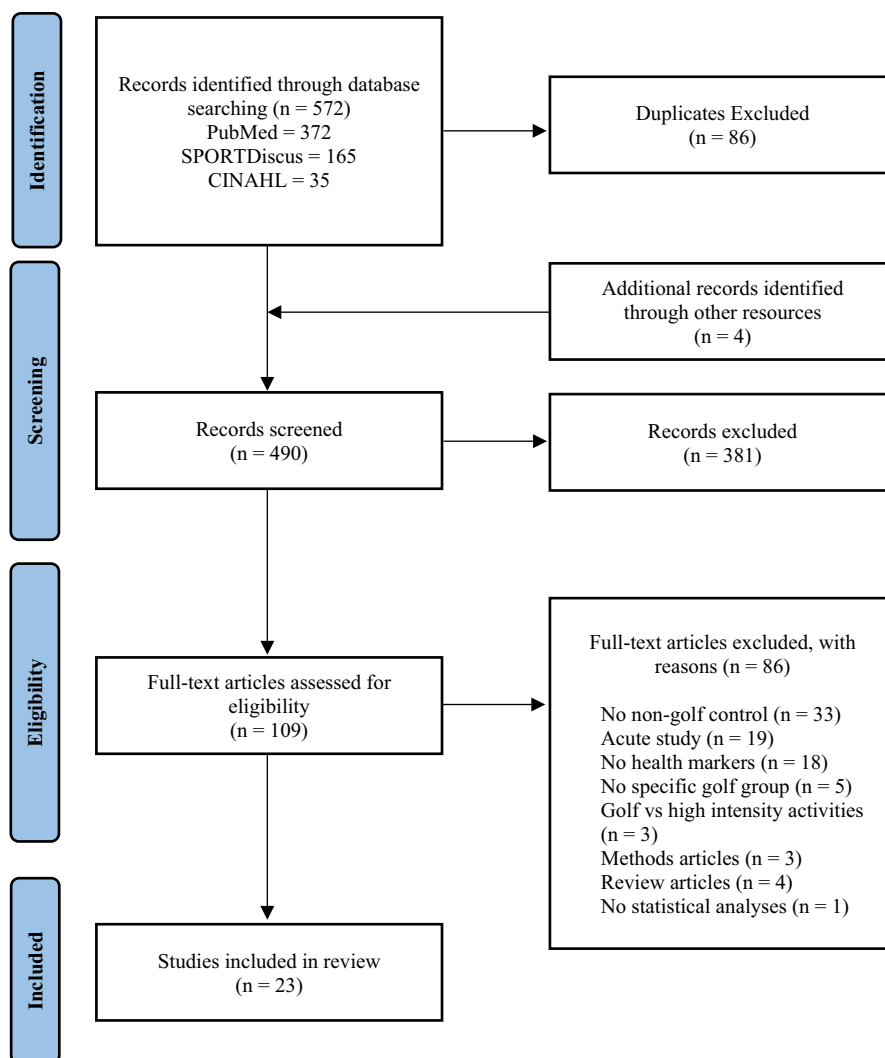 Identification
Records identified through database
searching (n = 572)
PubMed = 372
SPORTDiscus = 165
CINAHL = 35
Duplicates Excluded
(n = 86)
Screening
Additional records identified
through other resources
(n = 4)
Records screened
(n = 490)
Records excluded
(n = 381)
Eligibility
Full-text articles assessed for
eligibility
(n = 109)
Full-text articles excluded, with
reasons (n = 86)
No non-golf control (n = 33)
Acute study (n = 19)
No health markers (n = 18)
No specific golf group (n = 5)
Golf vs high intensity activities
(n = 3)
Methods articles (n = 3)
Review articles (n = 4)
No statistical analyses (n = 1)
Included
Studies included in review
(n = 23)